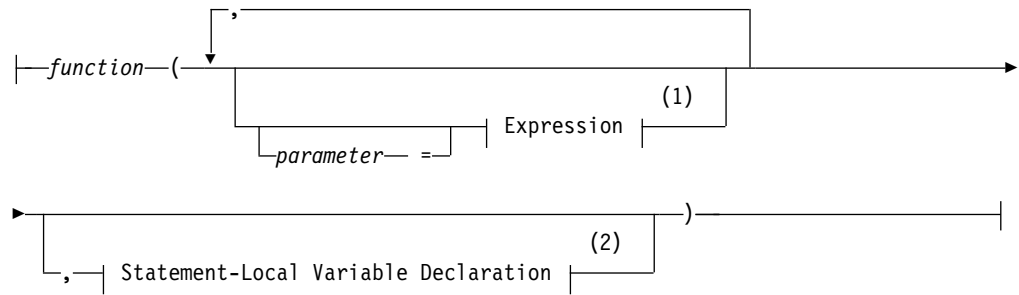 ,
function (
(1)
Expression
parameter =
)
(2)
, Statement-Local Variable Declaration